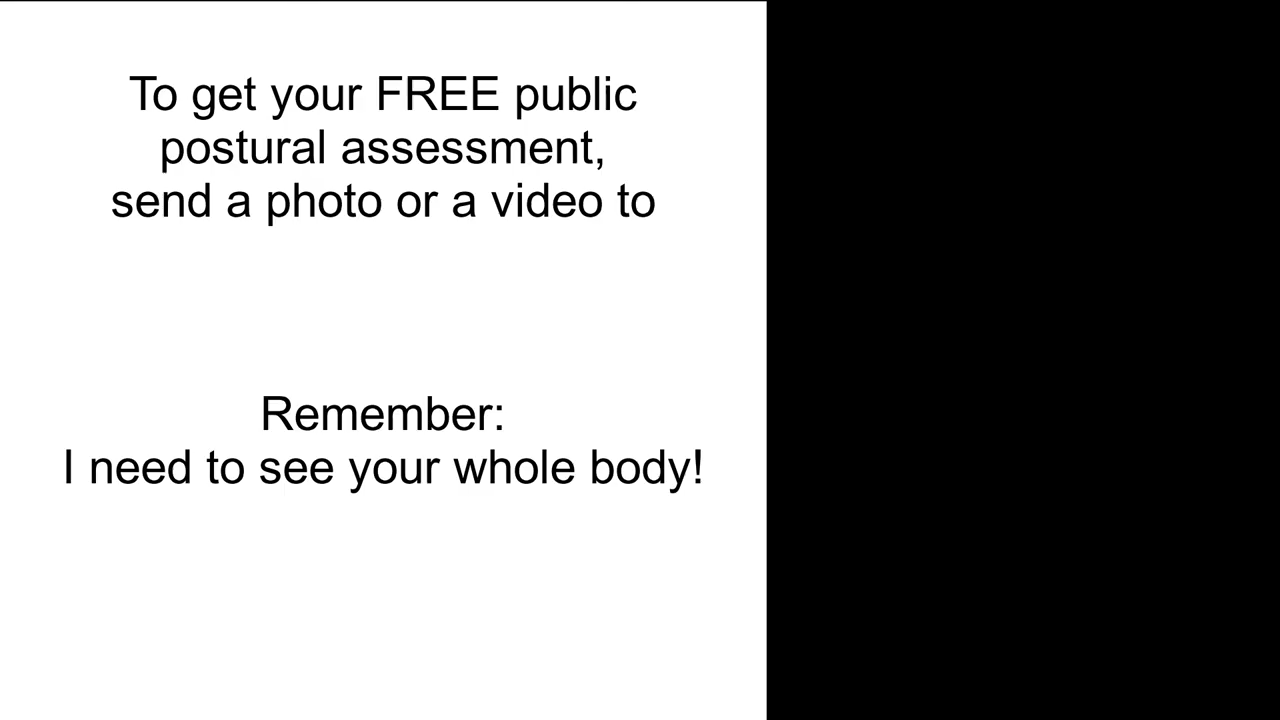 To get your FREE public
postural assessment,
send a photo or a video to
Remember:
I need to see your whole body!